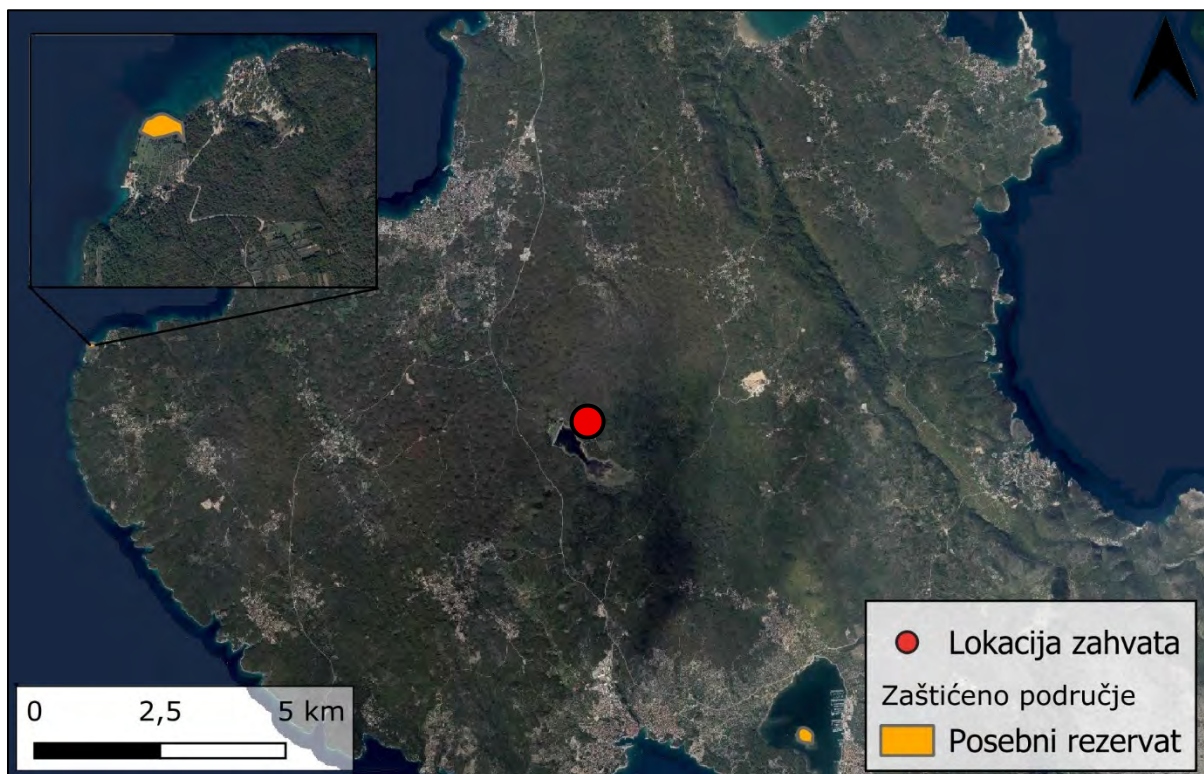 Lokacija zahvata
Zaštićeno područje
Posebni rezervat
0 2,5 5 km